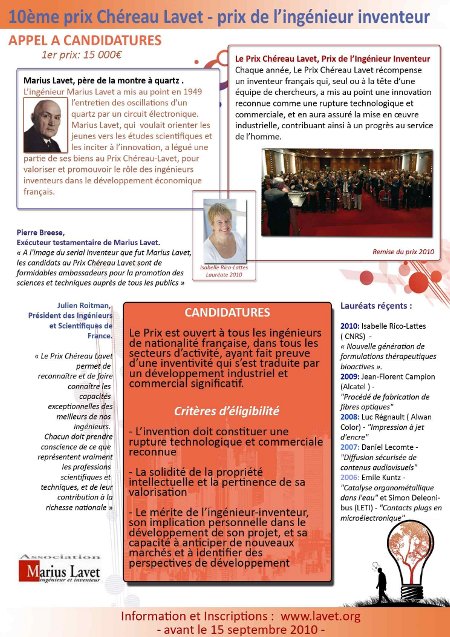 10ème prix Chéreau Lavet - prix de l'ingénieur inventeur
APPEL A CANDIDATURES
1er prix: 15 000€
Marius Lavet, père de la montre à quartz .
L'ingénieur Marius Lavet a mis au point en 1949
l'entretien des oscillations d'un
quartz par un circuit électronique.
Marius Lavet, qui voulait orienter les
jeunes vers les études scientifiques et
les inciter à l'innovation, a légué une
partie de ses biens au Prix Chéreau-Lavet, pour
valoriser et promouvoir le rôle des ingénieurs
inventeurs dans le développement économique
français.
Le Prix Chéreau Lavet, Prix de l'Ingénieur Inventeur
Chaque année, Le Prix Chéreau Lavet récompense
un inventeur français qui, seul ou à la tête d'une
équipe de chercheurs, a mis au point une innovation
reconnue comme une rupture technologique et
commerciale, et en aura assuré la mise en œuvre
industrielle, contribuant ainsi à un progrès au service
de l'homme.
Remise du prix 2010
Pierre Breese,
Exécuteur testamentaire de Marius Lavet.
« A l'image du serial inventeur que fut Marius Lavet,
les candidats au Prix Chéreau Lavet sont de
formidables ambassadeurs pour la promotion des
sciences et techniques auprès de tous les publics »
Isabelle Rico-Lattes
Lauréate 2010
Julien Roitman,
Président des Ingénieurs
et Scientifiques de
France.
« Le Prix Chéreau Lavet
permet de
reconnaître et de faire
connaître les
capacités
exceptionnelles des
meilleurs de nos
ingénieurs.
Chacun doit prendre
conscience de ce que
représentent vraiment
les professions
scientifiques et
techniques, et de leur
contribution à la
richesse nationale »
CANDIDATURES
Le Prix est ouvert à tous les ingénieurs
de nationalité française, dans tous les
secteurs d'activité, ayant fait preuve
d'une inventivité qui s'est traduite par
un développement industriel et
commercial significatif.
Critères d'éligibilité
- L'invention doit constituer une
rupture technologique et commerciale
reconnue
- La solidité de la propriété
intellectuelle et la pertinence de sa
valorisation
- Le mérite de l'ingénieur-inventeur,
son implication personnelle dans le
développement de son projet, et sa
capacité à anticiper de nouveaux
marchés et à identifier des
perspectives de développement
Lauréats récents :
2010: Isabelle Rico-Lattes
( CNRS) -
« Nouvelle génération de
formulations thérapeutiques
bioactives ».
2009: Jean-Florent Campion
(Alcatel ) -
"Procédé de fabrication de
fibres optiques"
2008: Luc Régnault ( Alwan
Color) - "Impression à jet
d'encre"
2007: Daniel Lecomte -
"Diffusion sécurisée de
contenus audiovisuels"
2006: Emile Kuntz -
"Catalyse organométallique
dans l'eau" et Simon Deleoni-
bus (LETI) - "Contacts plugs en
microélectronique"
Association
Marius Lavet
ingénieur et inventeur
Information et Inscriptions : www.lavet.org
- avant le 15 septembre 2010 -